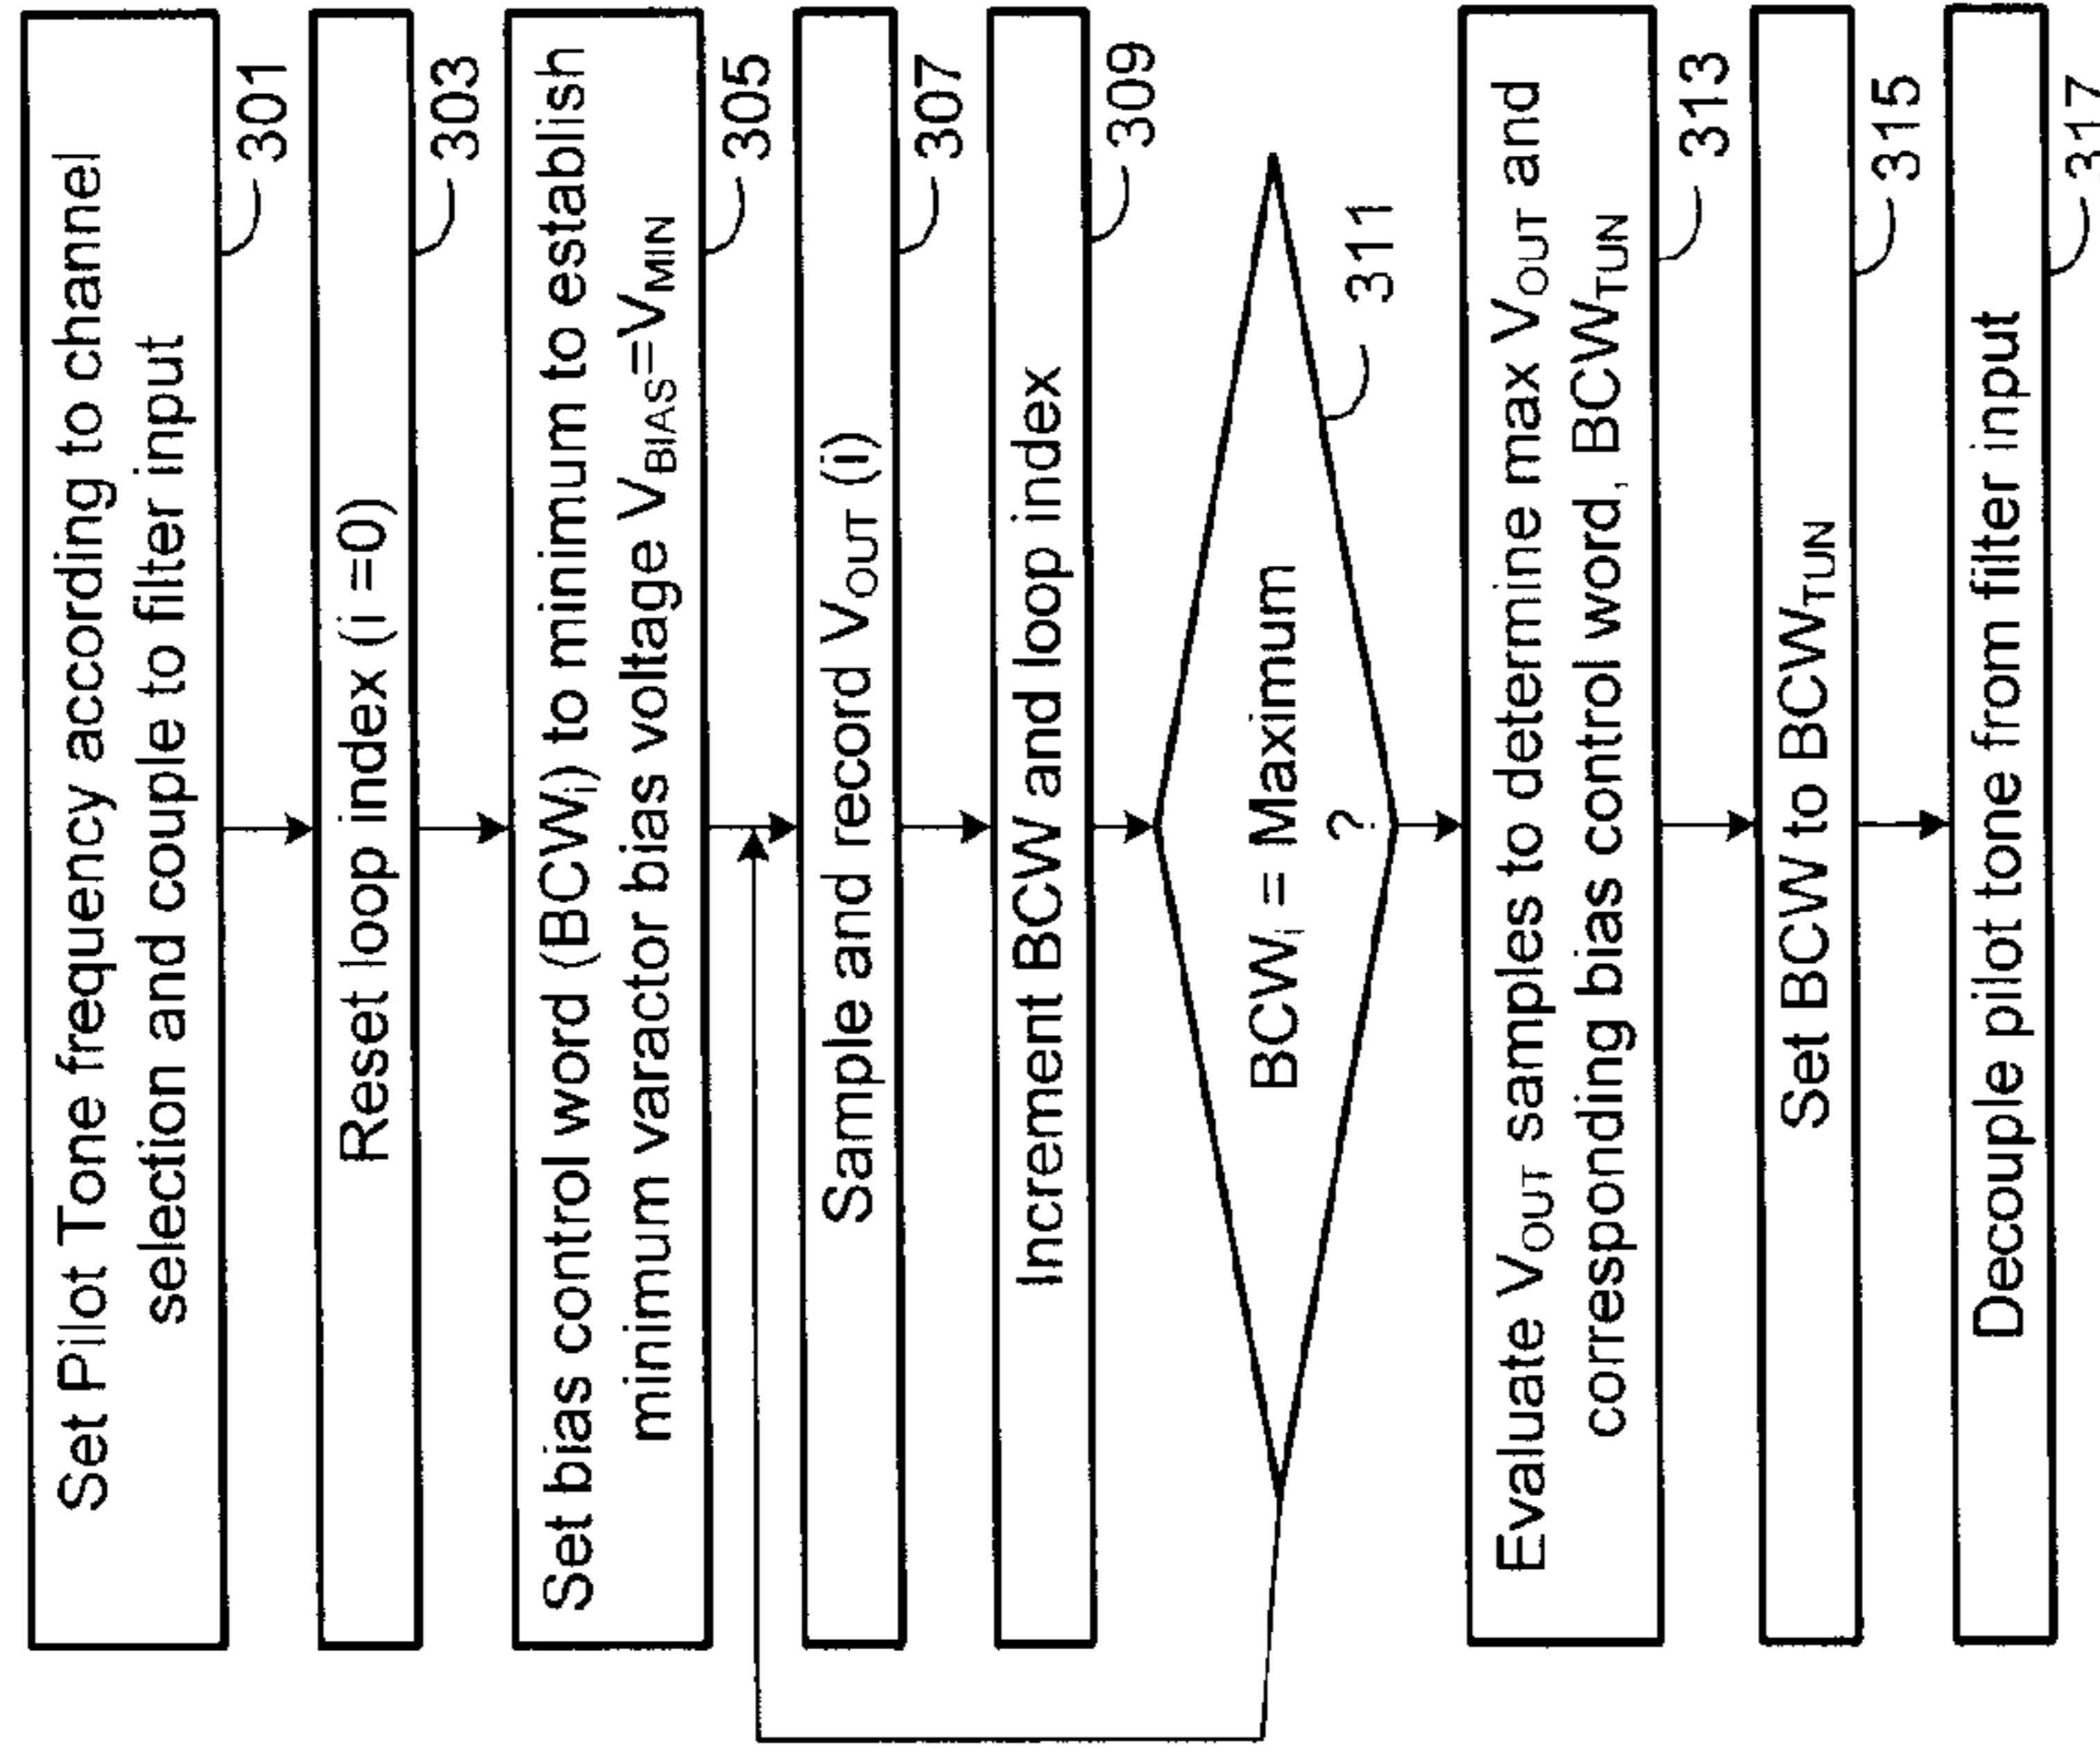 Set Pilot Tone frequency according to channel
selection and couple to filter input
301
Reset loop index (i =0)
303
Set bias control word (BCWi) to minimum to establish
minimum varactor bias voltage VBIAS=VMIN
305
Sample and record VOUT (i)
307
Increment BCW and loop index
309
BCWi = Maximum
?
311
Evaluate VOUT samples to determine max VOUT and
corresponding bias control word, BCWTUN
313
Set BCW to BCWTUN
315
Decouple pilot tone from filter input
317